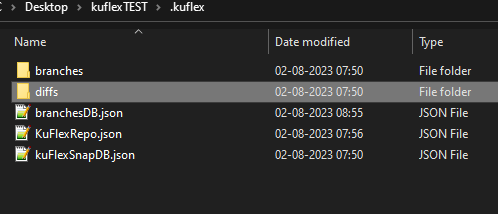 Desktop > kuflexTEST > .kuflex
Name Date modified Type
branches 02-08-2023 07:50 File folder
diffs 02-08-2023 07:50 File folder
branchesDB.json 02-08-2023 08:55 JSON File
KuFlexRepo.json 02-08-2023 07:56 JSON File
kuFlexSnapDB.json 02-08-2023 07:50 JSON File